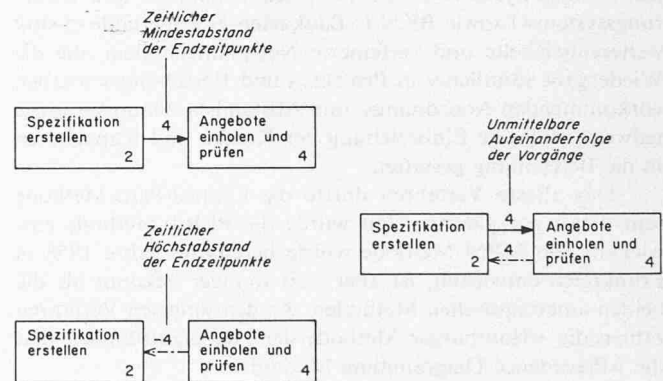 Zeitlicher
Mindestabstand
der Endzeitpunkte
Spezifikation
erstellen
2
4
Angebote
einholen und
prüfen
4
Zeitlicher
Höchstabstand
der Endzeitpunkte
Spezifikation
erstellen
2
-4
Angebote
einholen und
prüfen
4
Unmittelbare
Aufeinanderfolge
der Vorgänge
Spezifikation
erstellen
2
4
-4
Angebote
einholen und
prüfen
4